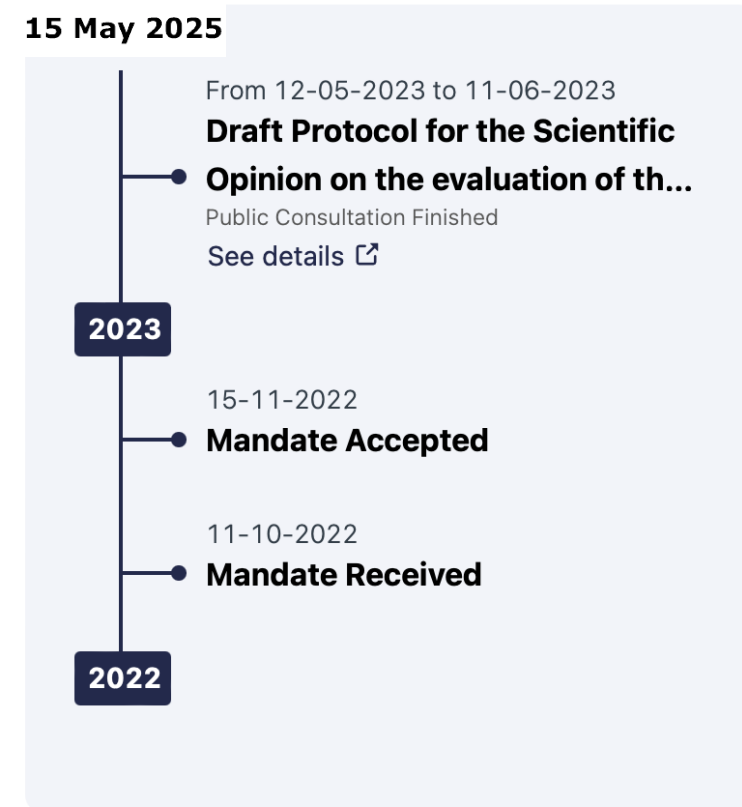 15 May 2025
From 12-05-2023 to 11-06-2023
Draft Protocol for the Scientific
Opinion on the evaluation of th...
Public Consultation Finished
See details
2023
15-11-2022
Mandate Accepted
11-10-2022
Mandate Received
2022